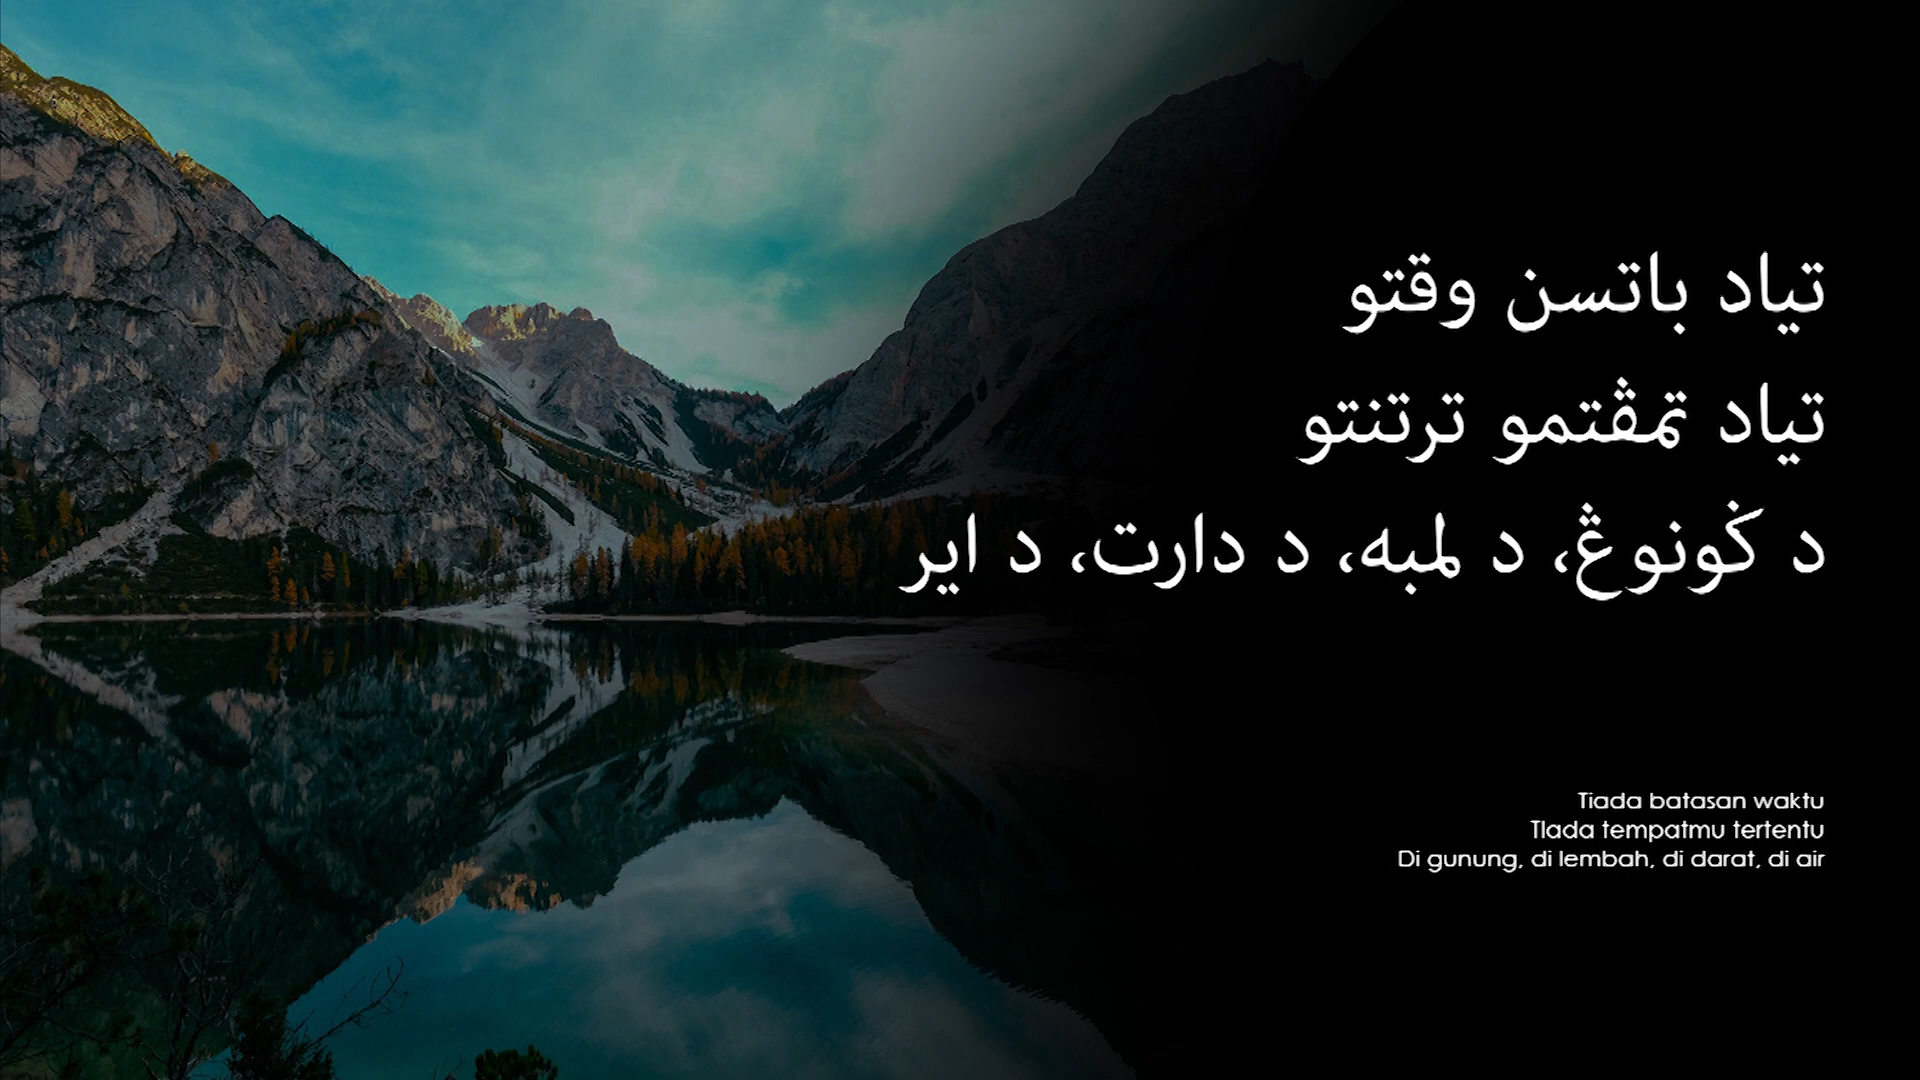 تياد باتسن وقتو
تياد تمڤتمو ترتنتو
د ݢونوڠ، د لمبه، د دارت، د اير
Tiada batasan waktu
TIada tempatmu tertentu
Di gunung, di lembah, di darat, di air